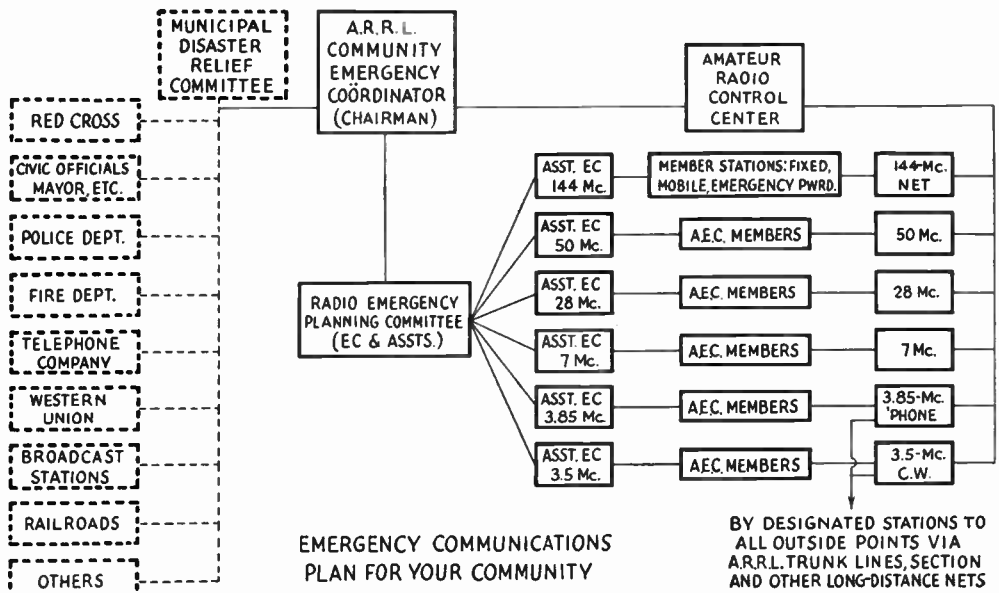 MUNICIPAL
DISASTER
RELIEF
COMMITTEE
A.R.R.L.
COMMUNITY
EMERGENCY
COÖRDINATOR
(CHAIRMAN)
AMATEUR
RADIO
CONTROL
CENTER
RED CROSS
CIVIC OFFICIALS
MAYOR, ETC.
POLICE DEPT.
FIRE DEPT.
TELEPHONE
COMPANY
WESTERN
UNION
BROADCAST
STATIONS
RAILROADS
OTHERS
RADIO EMERGENCY
PLANNING COMMITTEE
(EC & ASSTS.)
ASST. EC
144 Mc.
MEMBER STATIONS: FIXED,
MOBILE, EMERGENCY PWRD.
144-Mc.
NET
ASST. EC
50 Mc.
A.E.C. MEMBERS
50 Mc.
ASST. EC
28 Mc.
A.E.C. MEMBERS
28 Mc.
ASST. EC
7 Mc.
A.E.C. MEMBERS
7 Mc.
ASST. EC
3.85 Mc.
A.E.C. MEMBERS
3.85-Mc.
'PHONE
ASST. EC
3.5 Mc.
A.E.C. MEMBERS
3.5-Mc.
C.W.
EMERGENCY COMMUNICATIONS
PLAN FOR YOUR COMMUNITY
BY DESIGNATED STATIONS TO
ALL OUTSIDE POINTS VIA
A.R.R.L. TRUNK LINES, SECTION
AND OTHER LONG-DISTANCE NETS